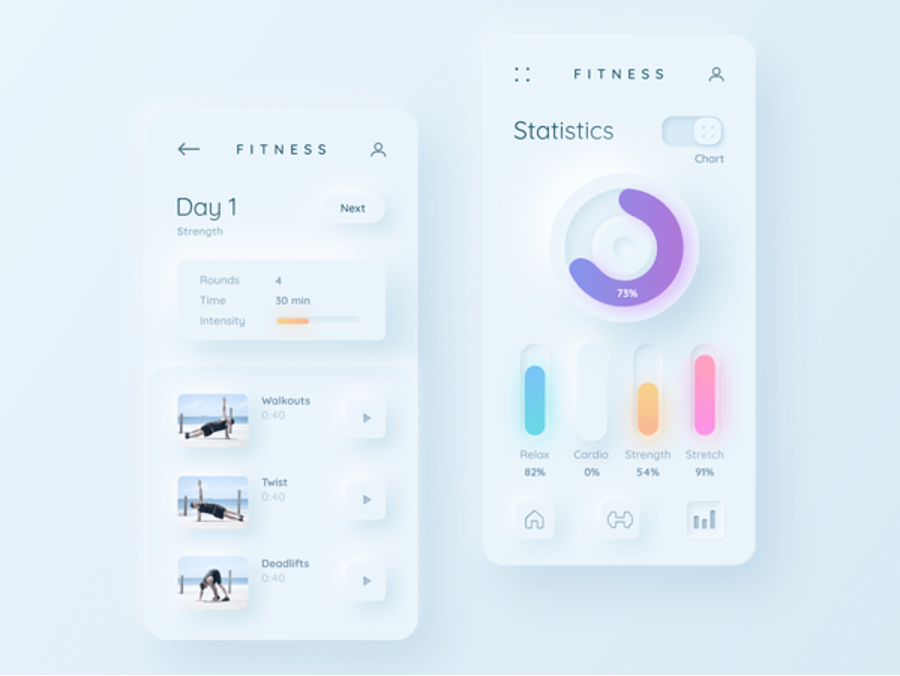 FITNESS
Day 1
Next
Strength
Rounds 4
Time 30 min
Intensity
Walkouts
0:40
Twist
0:40
Deadlifts
0:40
FITNESS
Statistics
Chart
73%
Relax Cardio Strength Stretch
82% 0% 54% 91%